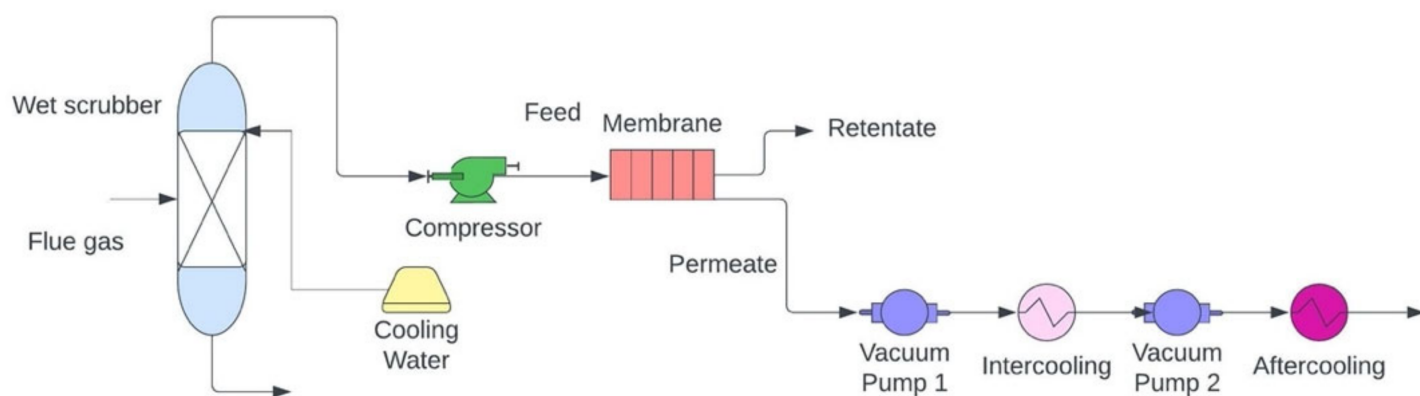 Wet scrubber
Flue gas
Cooling
Water
Compressor
Feed
Membrane
Retentate
Permeate
Vacuum
Pump 1
Intercooling
Vacuum
Pump 2
Aftercooling